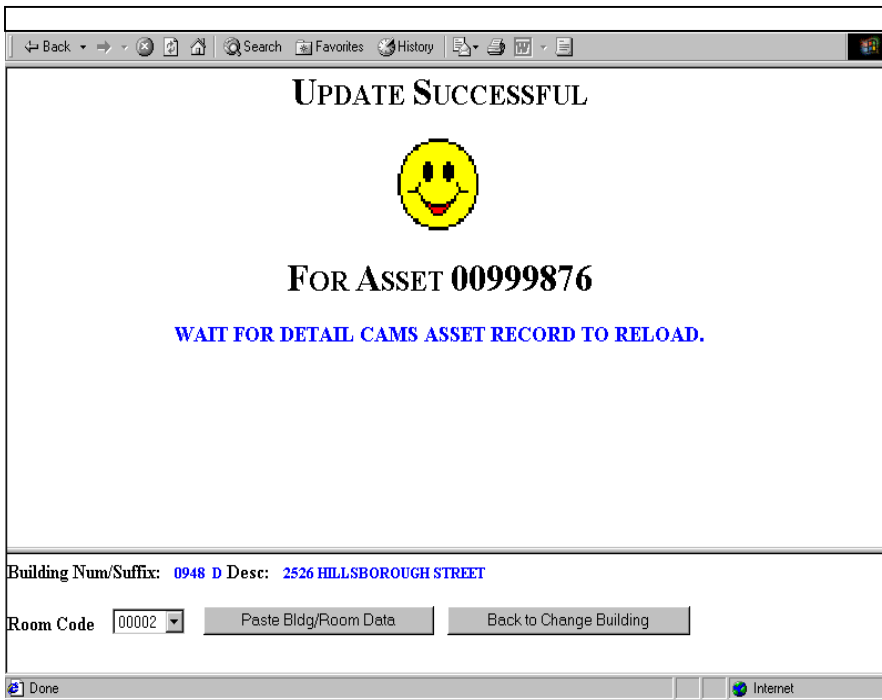 Back Search Favorites History
UPDATE SUCCESSFUL
FOR ASSET 00999876
WAIT FOR DETAIL CAMS ASSET RECORD TO RELOAD.
Building Num/Suffix: 0948 D Desc: 2526 HILLSBOROUGH STREET
Room Code 00002 Paste Bldg/Room Data Back to Change Building
Done Internet